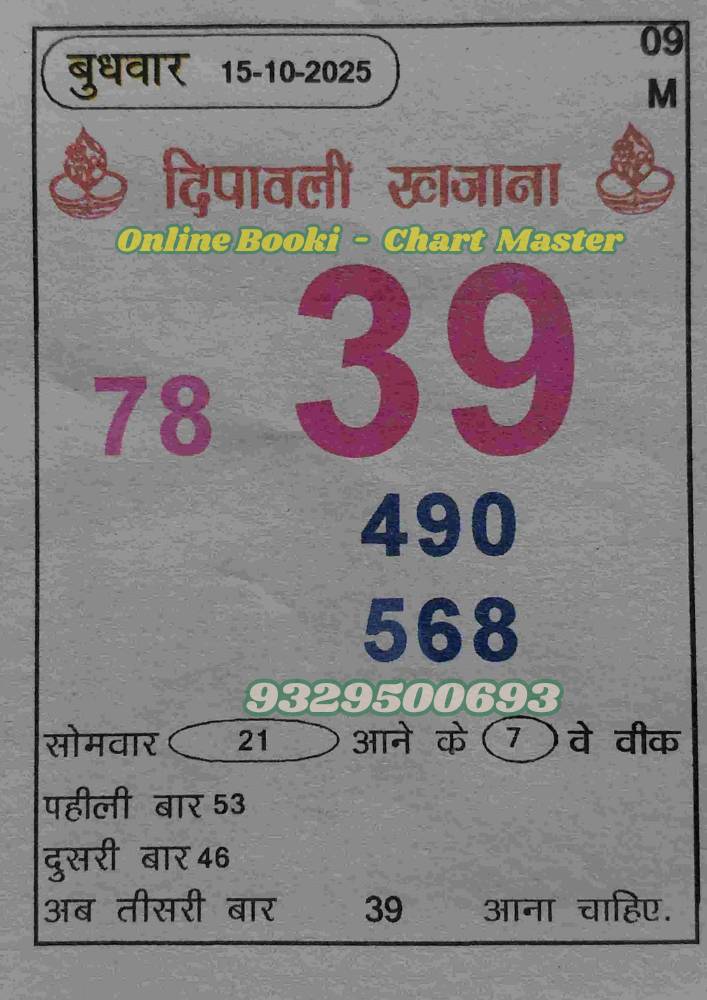 बुधवार 15-10-2025
09
M
दिपावली खजाना
Online Booki - Chart Master
39
78
490
568
9329500693
सोमवार 21 आने के 7 वे वीक
पहीली बार 53
दुसरी बार 46
अब तीसरी बार 39 आना चाहिए.